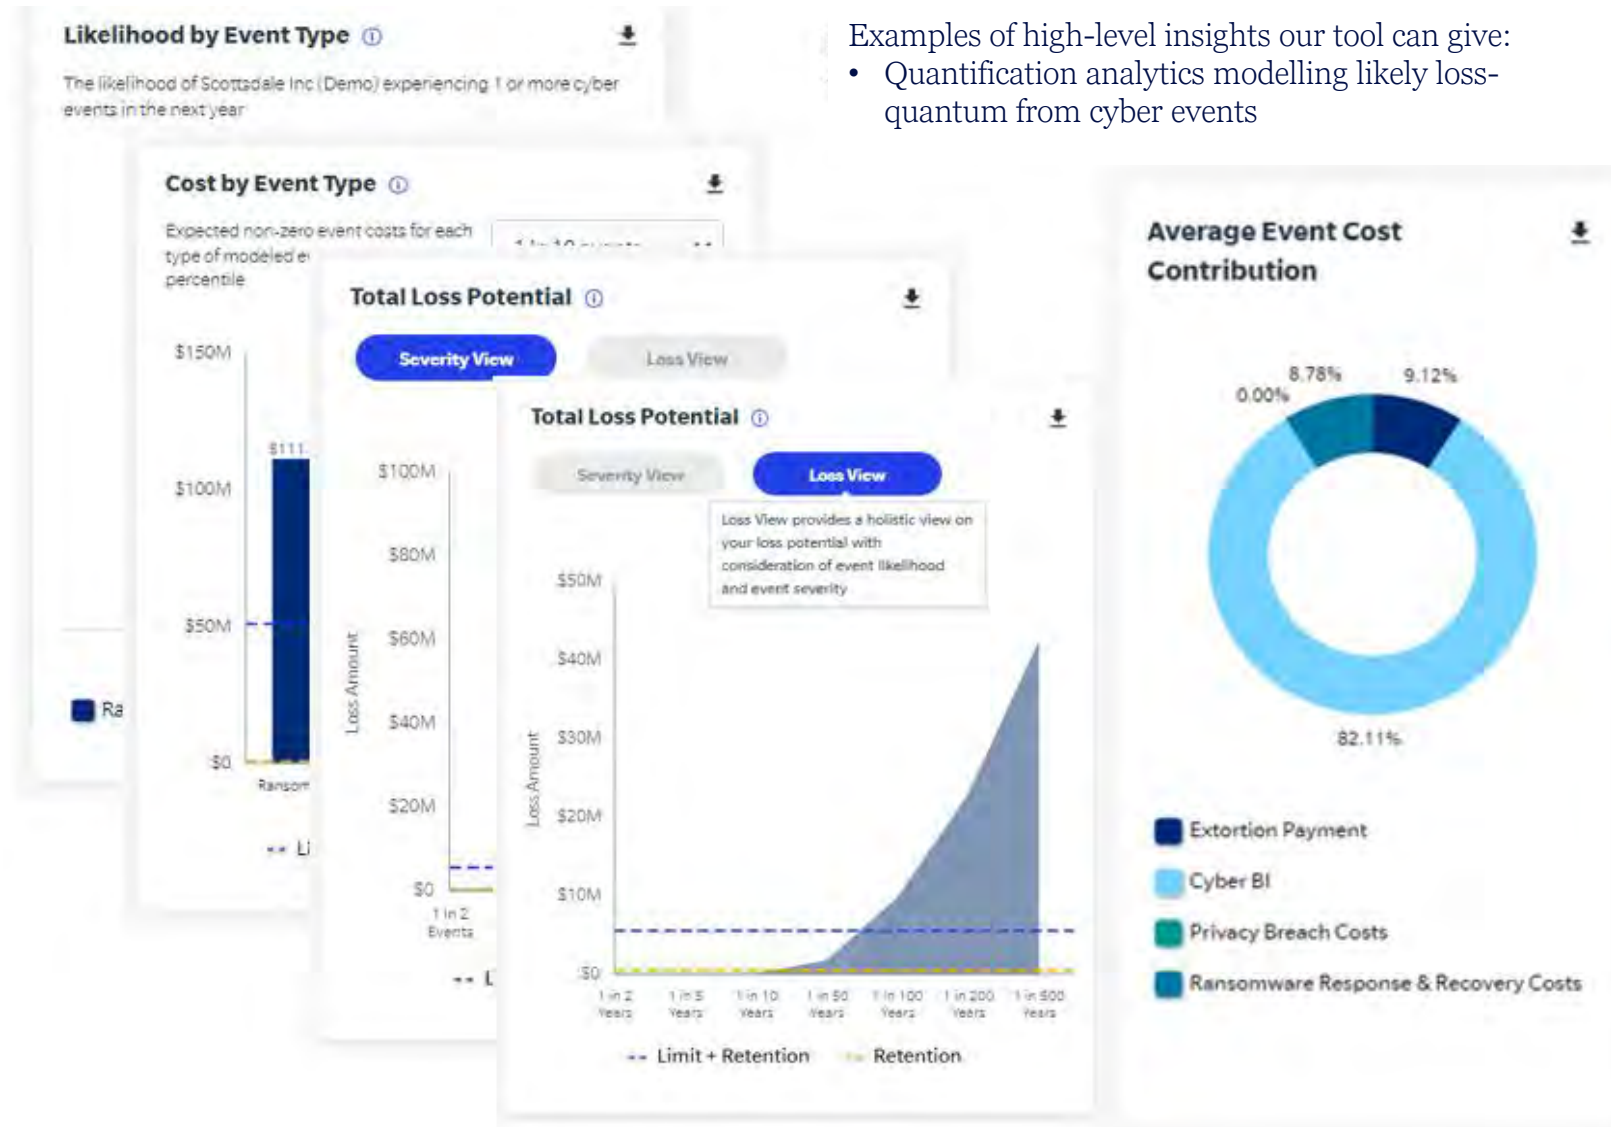 Likelihood by Event Type
The likelihood of Scottsdale Inc (Demo) experiencing 1 or more cyber
events in the next year
Ra
Examples of high-level insights our tool can give:
• Quantification analytics modelling likely loss-
quantum from cyber events
Cost by Event Type
Expected non-zero event costs for each
type of modeled
percentile
$150M
$111
$100M
$50M
$0
Ransom
Li
Total Loss Potential
Severity View
Loss View
$100M
$80M
$60M
$40M
$20M
$0
Loss Amount
1 in 2
Events
L
Total Loss Potential
Severity View
Loss View
Loss View provides a holistic view on
your loss potential with
consideration of event likelihood
and event severity
$50M
$40M
$30M
$20M
$10M
$0
Loss Amount
1 in 2 1 in 5 1 in 10 1 in 50 1 in 100 1 in 200 1 in 500
Years Years Years Years Years Years Years
-- Limit + Retention -- Retention
Average Event Cost
Contribution
8.78% 9.12%
0.00%
82.11%
Extortion Payment
Cyber BI
Privacy Breach Costs
Ransomware Response & Recovery Costs